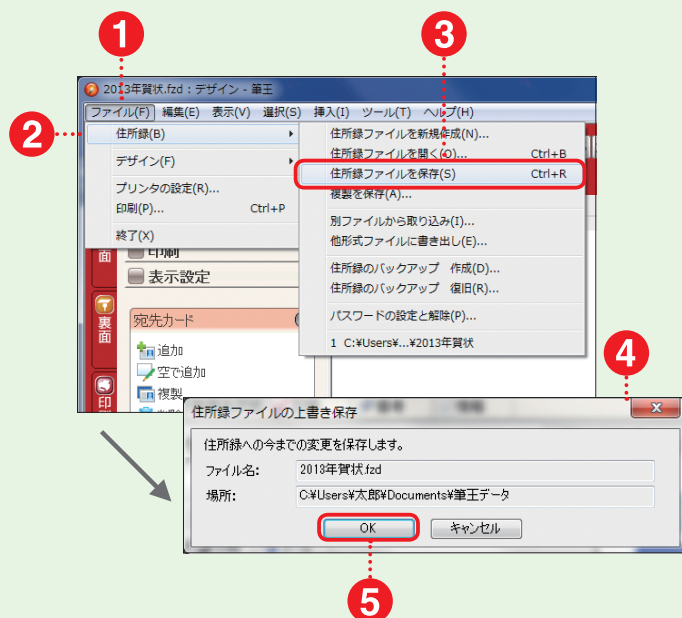 1
3
2013年賀状.fzd：デザイン - 筆王
ファイル(F) 編集(E) 表示(V) 選択(S) 挿入(I) ツール(T) ヘルプ(H)
2
住所録(B)
デザイン(F)
プリンタの設定(R)...
印刷(P)... Ctrl+P
終了(X)
住所録ファイルを新規作成(N)...
住所録ファイルを開く(O)... Ctrl+B
住所録ファイルを保存(S) Ctrl+R
複製を保存(A)...
別ファイルから取り込み(I)...
他形式ファイルに書き出し(E)...
住所録のバックアップ 作成(D)...
住所録のバックアップ 復旧(R)...
パスワードの設定と解除(P)...
1 C:¥Users¥...¥2013年賀状
面
印刷
表示設定
裏面
宛先カード
追加
空で追加
複製
印
4
住所録ファイルの上書き保存
住所録への今までの変更を保存します。
ファイル名: 2013年賀状.fzd
場所: C:¥Users¥太郎¥Documents¥筆王データ
OK キャンセル
5